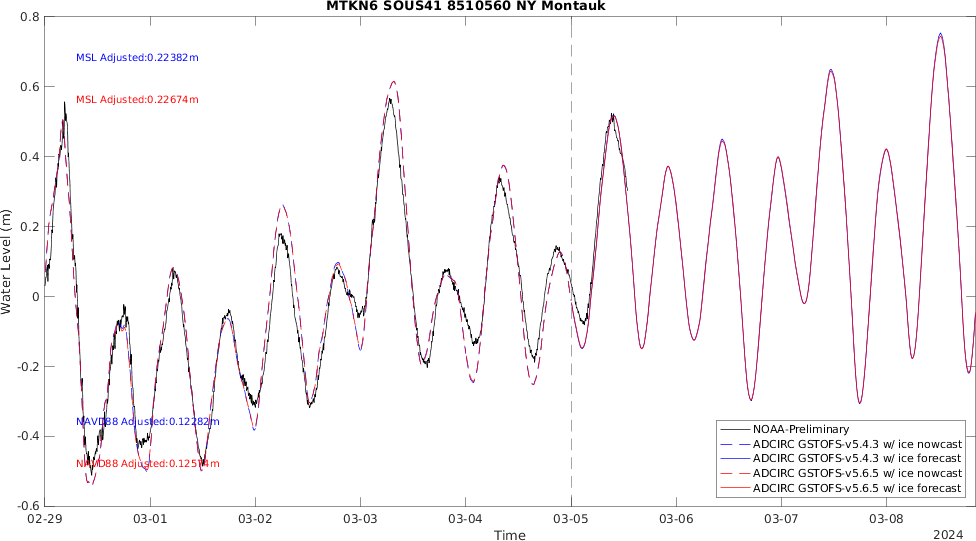 MTKN6 SOUS41 8510560 NY Montauk
0.8
0.6
0.4
0.2
0
-0.2
-0.4
-0.6
Water Level (m)
MSL Adjusted:0.22382m
MSL Adjusted:0.22674m
NAVD88 Adjusted:0.12282m
NAVD88 Adjusted:0.12574m
NOAA-Preliminary
ADCIRC GSTOFS-v5.4.3 w/ ice nowcast
ADCIRC GSTOFS-v5.4.3 w/ ice forecast
ADCIRC GSTOFS-v5.6.5 w/ ice nowcast
ADCIRC GSTOFS-v5.6.5 w/ ice forecast
02-29 03-01 03-02 03-03 03-04 03-05 03-06 03-07 03-08
Time
2024